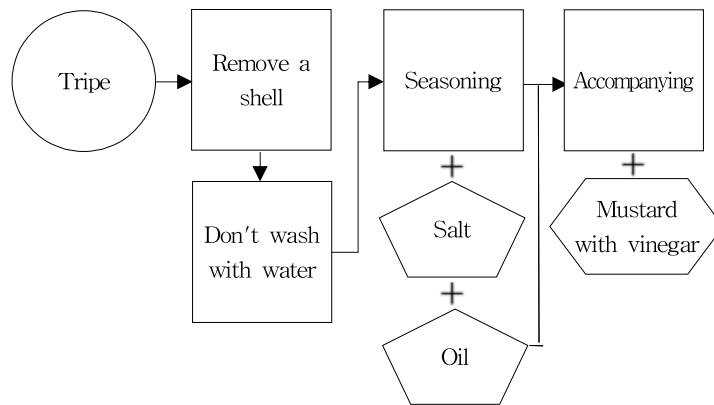 Tripe
Remove a
shell
Don't wash
with water
Seasoning
+
Salt
+
Oil
Accompanying
+
Mustard
with vinegar